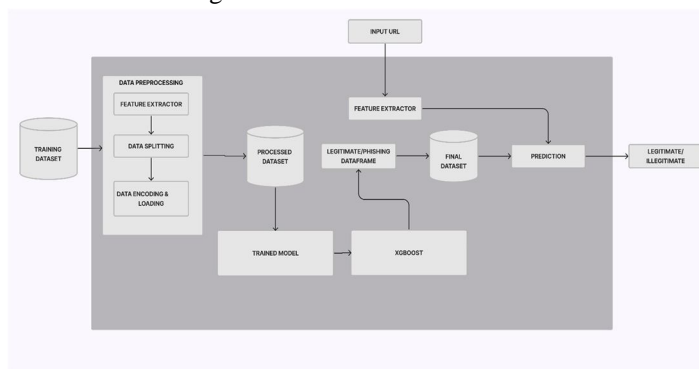 INPUT URL
DATA PREPROCESSING
FEATURE EXTRACTOR
DATA SPLITTING
DATA ENCODING &
LOADING
TRAINING
DATASET
PROCESSED
DATASET
FEATURE EXTRACTOR
LEGITIMATE/PHISHING
DATAFRAME
FINAL
DATASET
PREDICTION
LEGITIMATE/
ILLEGITIMATE
TRAINED MODEL
XGBOOST